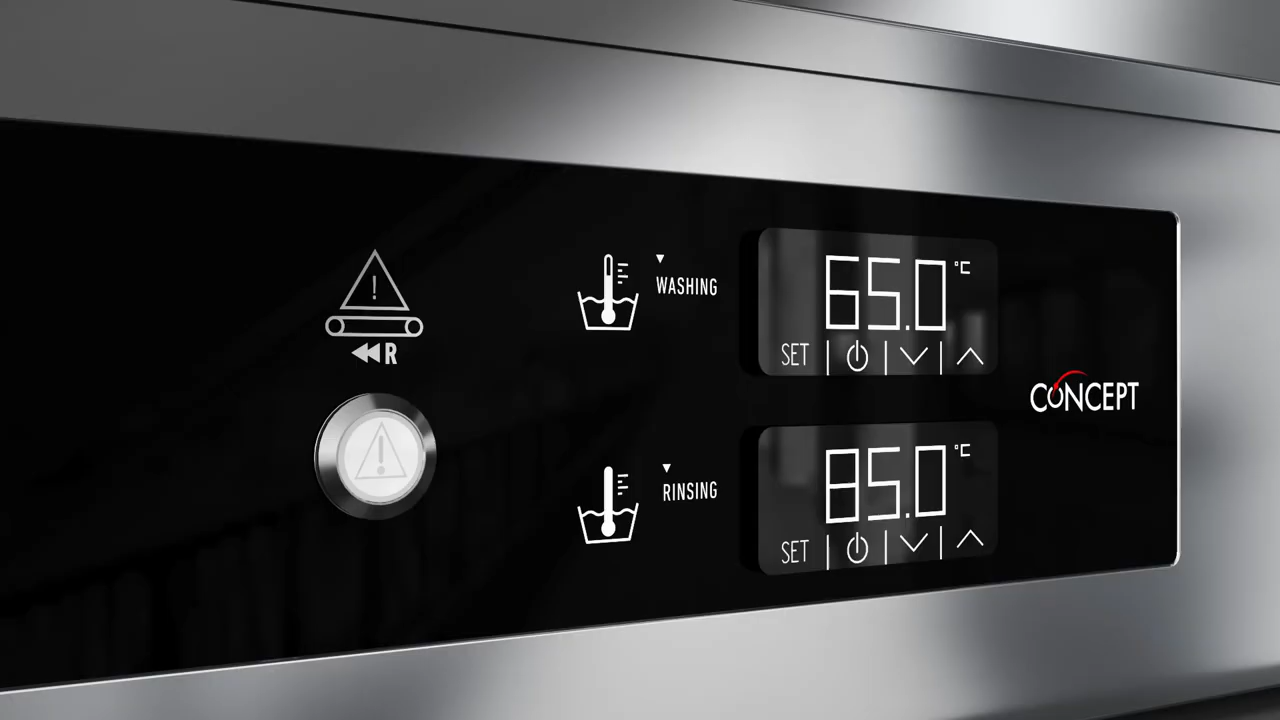 R
WASHING
65.0 °C
SET
RINSING
85.0 °C
SET
CONCEPT